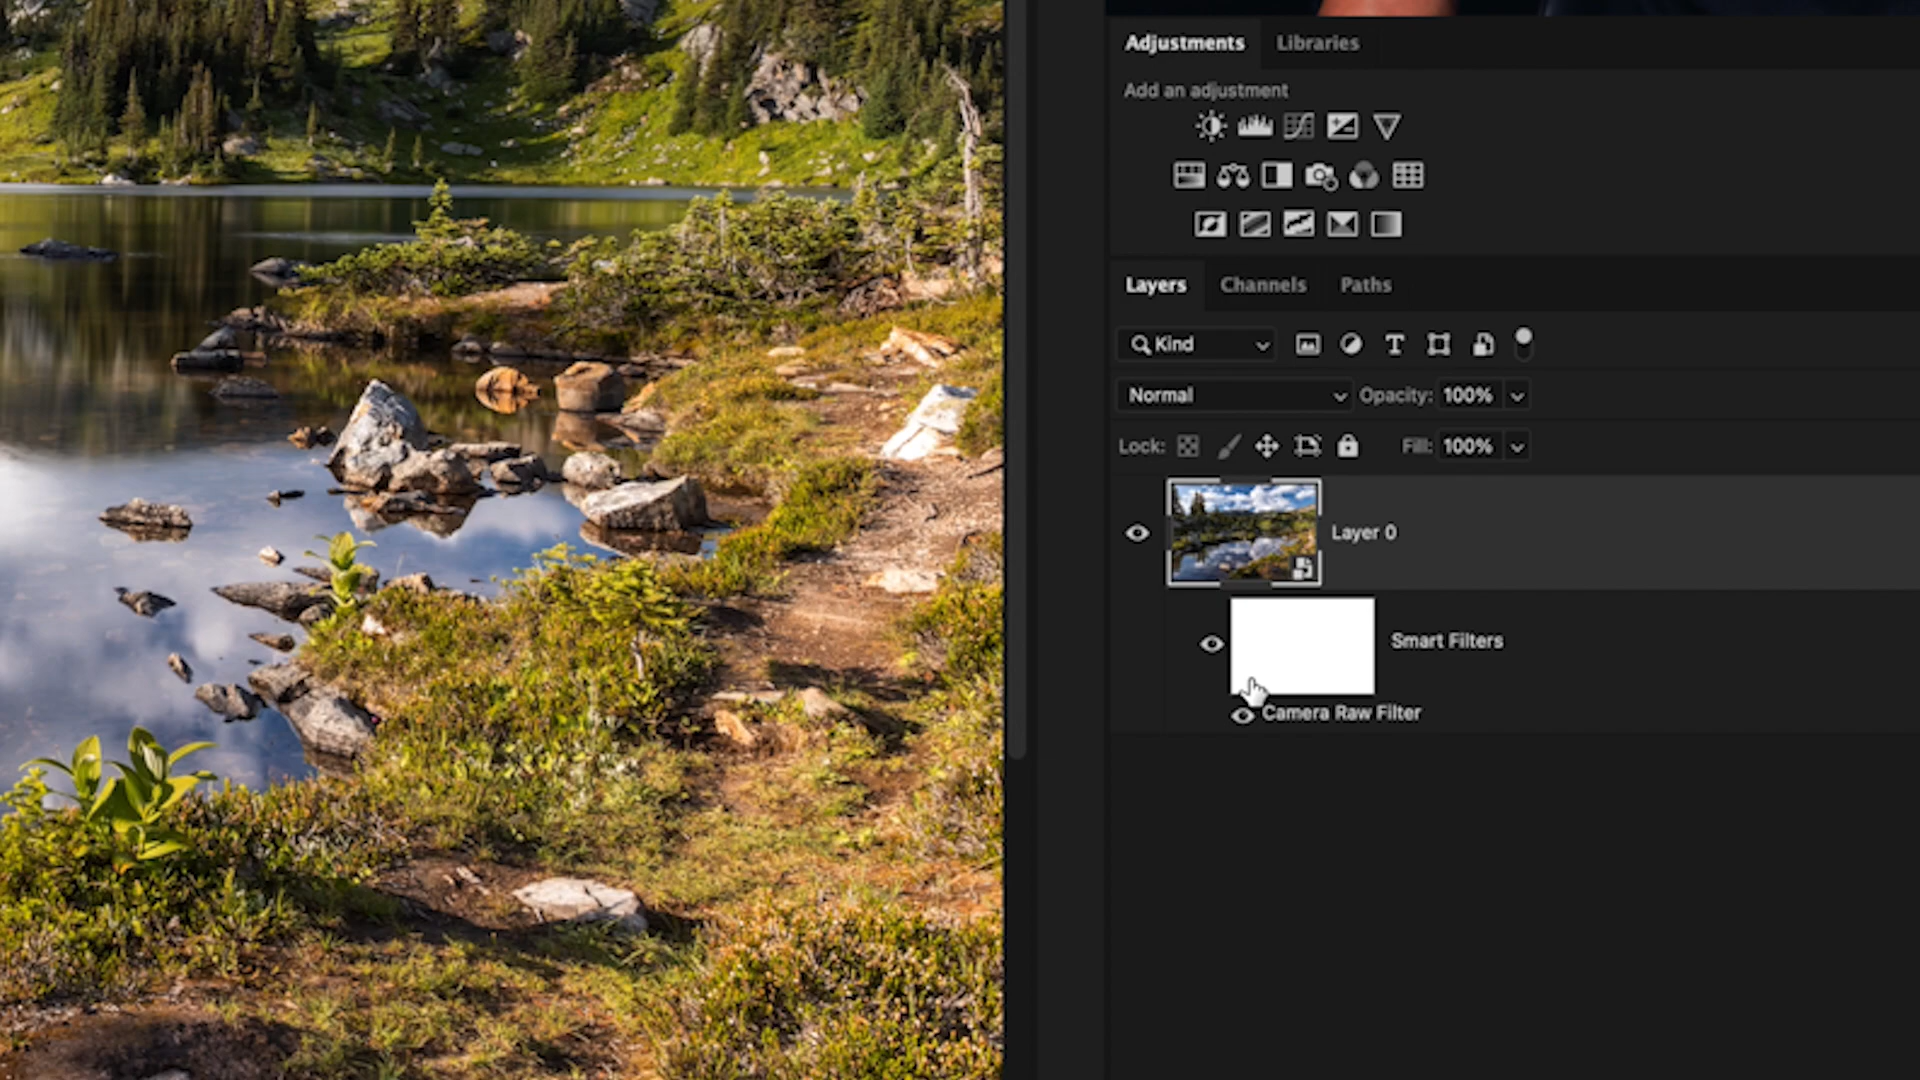 Adjustments Libraries
Add an adjustment
Layers Channels Paths
Kind
Normal Opacity: 100%
Lock: Fill: 100%
Layer 0
Smart Filters
Camera Raw Filter